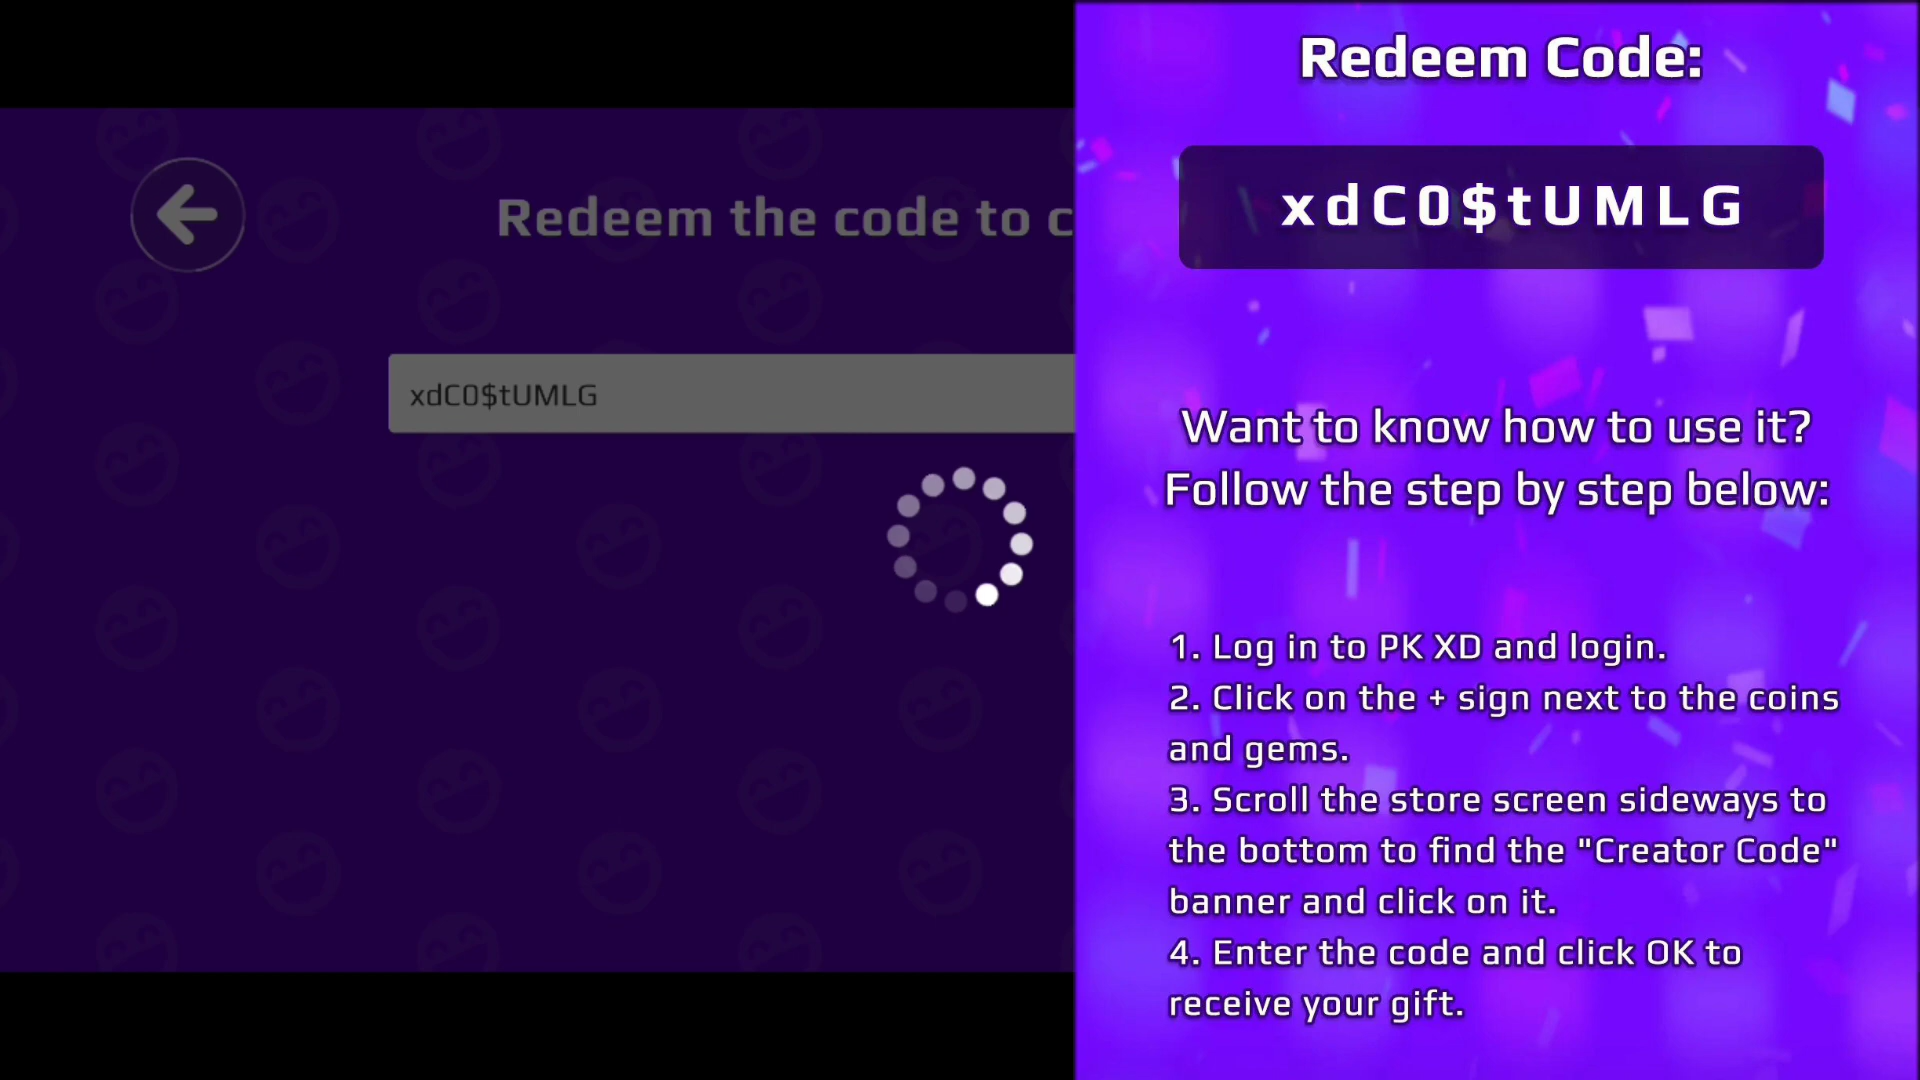 Redeem the code to c
xdC0$tUMLG
Redeem Code:
xdC0$tUMLG
Want to know how to use it?
Follow the step by step below:
1. Log in to PK XD and login.
2. Click on the + sign next to the coins
and gems.
3. Scroll the store screen sideways to
the bottom to find the "Creator Code"
banner and click on it.
4. Enter the code and click OK to
receive your gift.